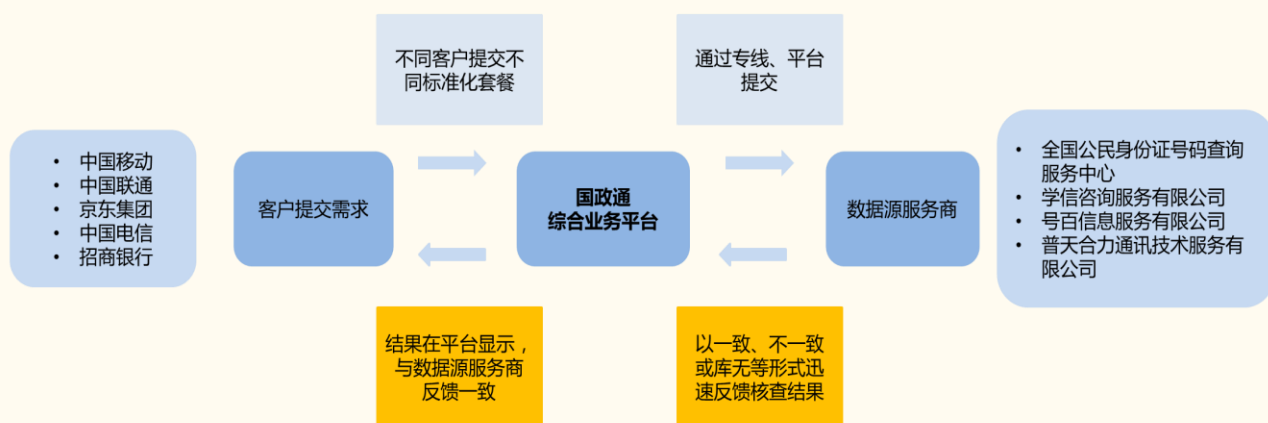 不同客户提交不
同标准化套餐
通过专线、平台
提交
• 中国移动
• 中国联通
• 京东集团
• 中国电信
• 招商银行
客户提交需求
国政通
综合业务平台
数据源服务商
• 全国公民身份证号码查询
服务中心
• 学信咨询服务有限公司
• 号百信息服务有限公司
• 普天合力通讯技术服务有
限公司
结果在平台显示，
与数据源服务商
反馈一致
以一致、不一致
或库无等形式迅
速反馈核查结果